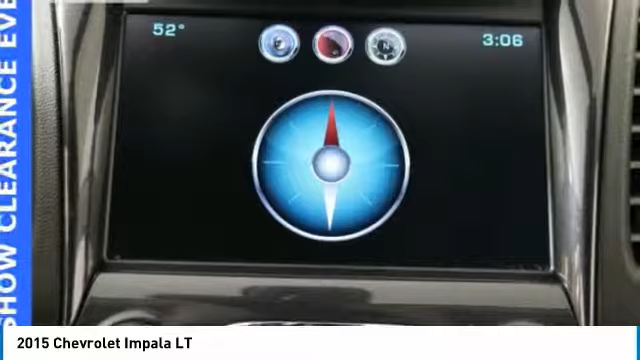 52°
3:06
N
SHOW CLEARANCE EVE
2015 Chevrolet Impala LT